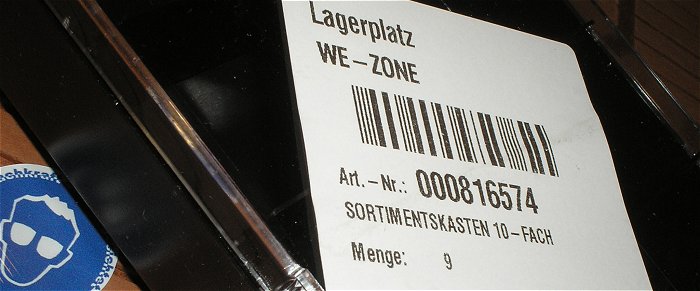 Lagerplatz
WE-ZONE
Art.-Nr.: 000816574
SORTIMENTSKASTEN 10-FACH
Menge: 9